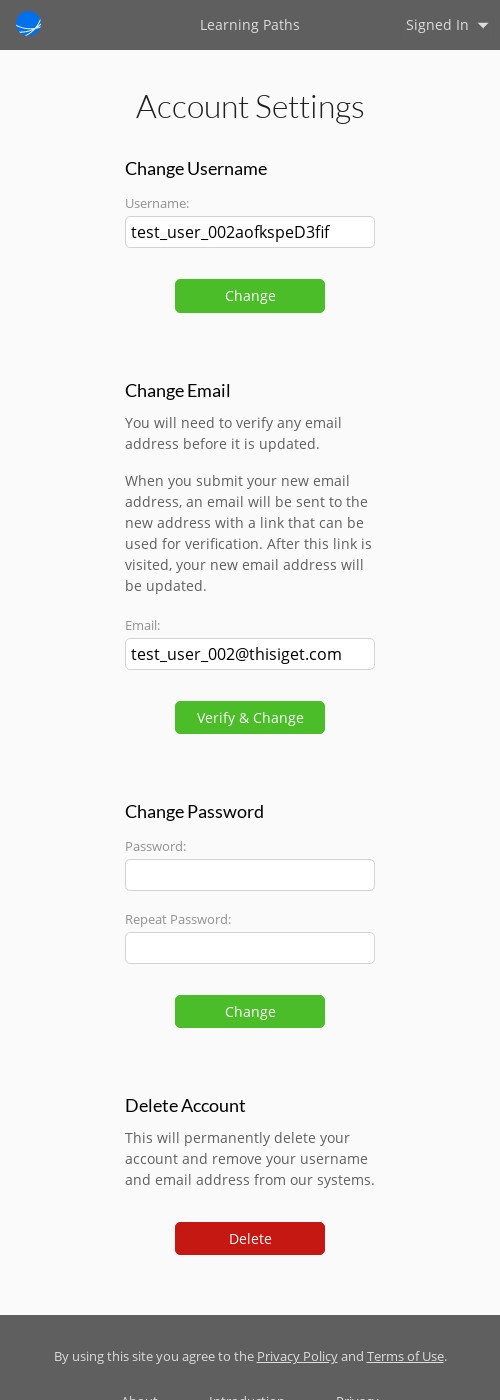 Learning Paths
Signed In
Account Settings
Change Username
Username:
test_user_002aofkspeD3fif
Change
Change Email
You will need to verify any email
address before it is updated.
When you submit your new email
address, an email will be sent to the
new address with a link that can be
used for verification. After this link is
visited, your new email address will
be updated.
Email:
test_user_002@thisiget.com
Verify & Change
Change Password
Password:
Repeat Password:
Change
Delete Account
This will permanently delete your
account and remove your username
and email address from our systems.
Delete
By using this site you agree to the Privacy Policy and Terms of Use.
About Introduction Privacy